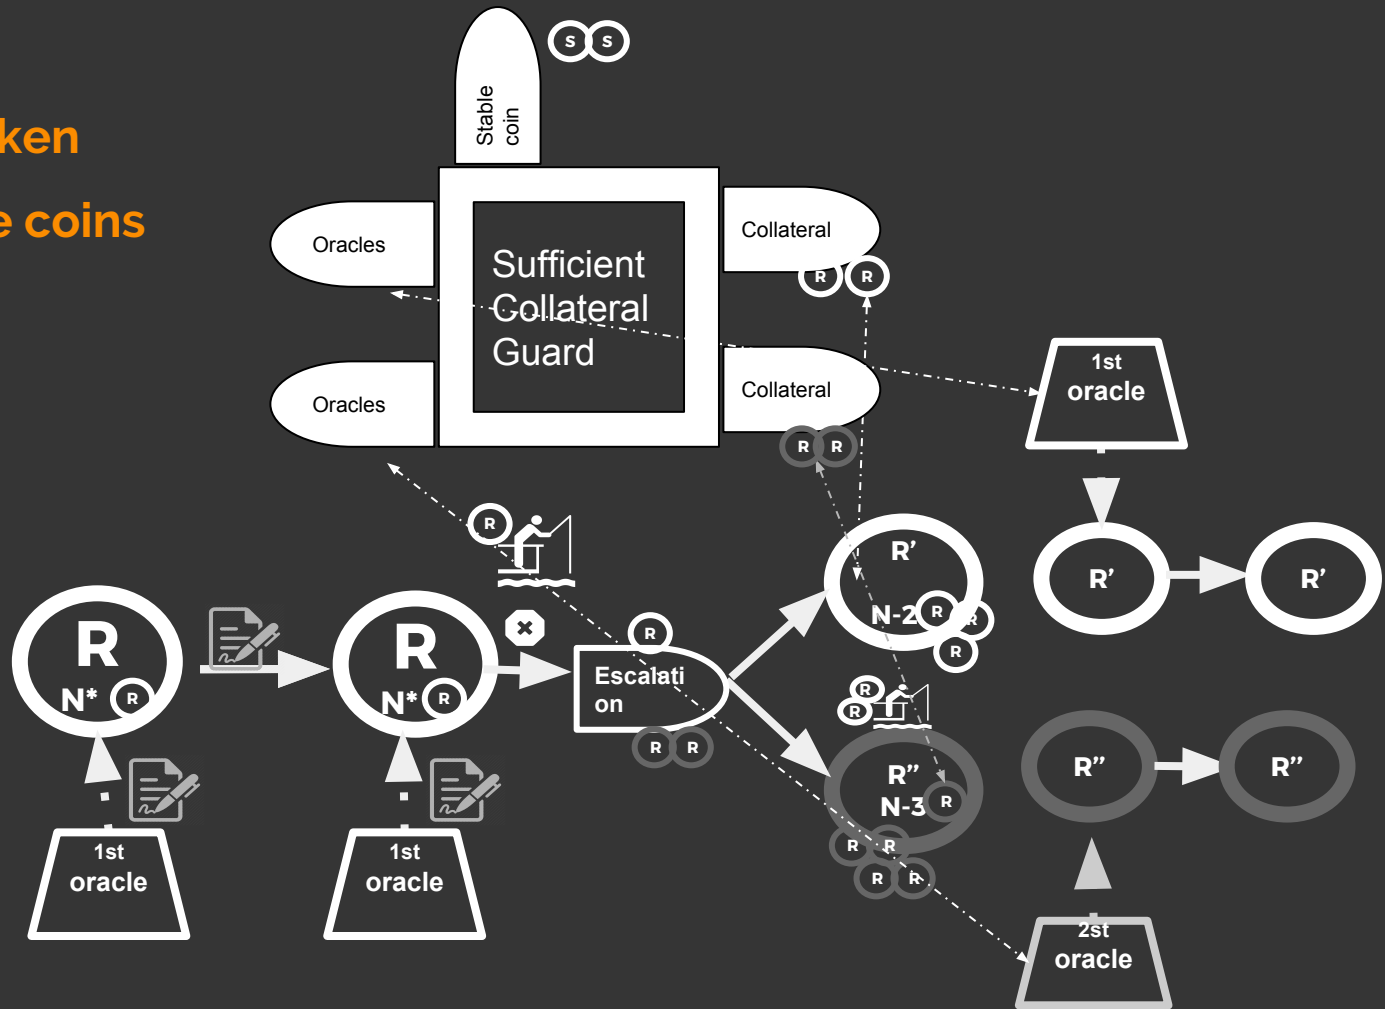 S S
Stable
coin
ken
e coins
Oracles
Collateral
Sufficient
Collateral
Guard
R R
Oracles
Collateral
R R
1st
oracle
R
R'
N-2 R R
R
R'
R'
R
N* R
R
N* R
R
Escalati
on
R R
R
R
R''
N-3 R
R R
R R
R''
R''
1st
oracle
1st
oracle
2st
oracle